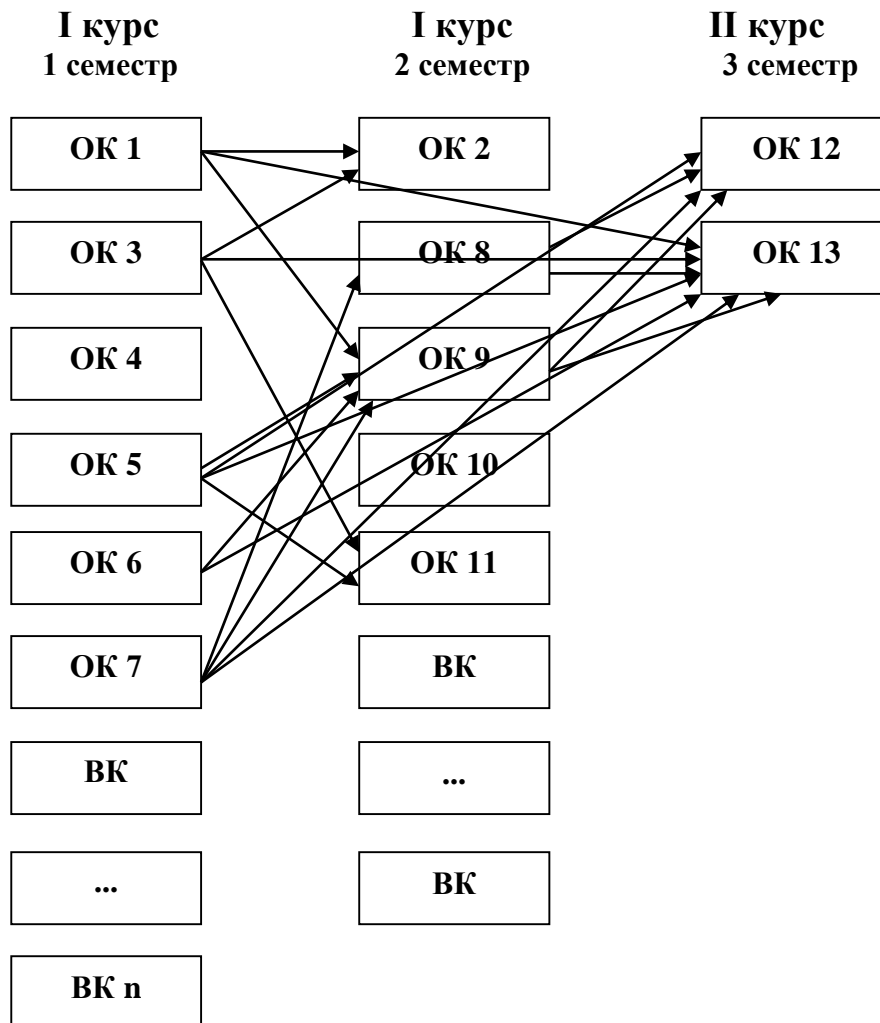 I курс I курс II курс
1 семестр 2 семестр 3 семестр
ОК 1 ОК 2 ОК 12
ОК 3 ОК 8 ОК 13
ОК 4 ОК 9
ОК 5 ОК 10
ОК 6 ОК 11
ОК 7 ВК
ВК ...
... ВК
ВК n